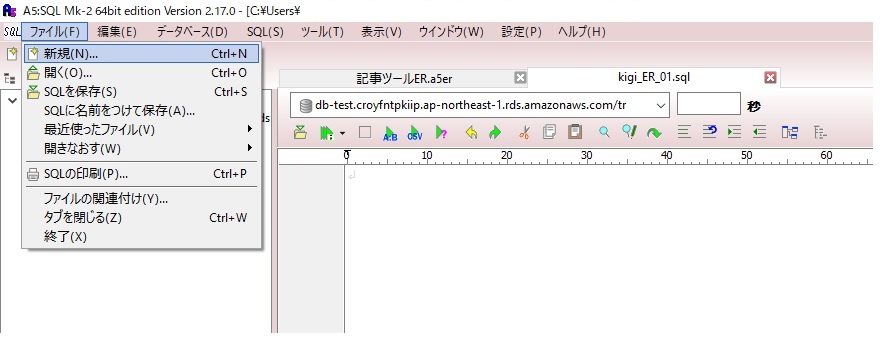 A5:SQL Mk-2 64bit edition Version 2.17.0 - [C:¥Users¥
SQL ファイル(F) 編集(E) データベース(D) SQL(S) ツール(T) 表示(V) ウインドウ(W) 設定(P) ヘルプ(H)
新規(N)... Ctrl+N
開く(O)... Ctrl+O
SQLを保存(S) Ctrl+S
SQLに名前をつけて保存(A)...
最近使ったファイル(V)
開きなおす(W)
SQLの印刷(P)... Ctrl+P
ファイルの関連付け(Y)...
タブを閉じる(Z) Ctrl+W
終了(X)
ds
記事ツールER.a5er kigi_ER_01.sql
db-test.croyfntpkiip.ap-northeast-1.rds.amazonaws.com/tr 秒
A:B CSV
0 10 20 30 40 50 60